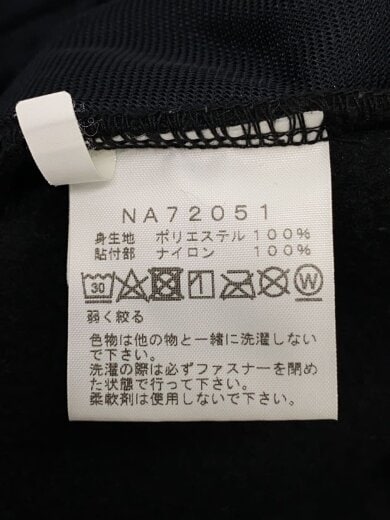 NA72051
身生地 ポリエステル 100%
貼付部 ナイロン 100%
30 W
弱く絞る
色物は他の物と一緒に洗濯しない
で下さい。
洗濯の際は必ずファスナーを閉め
た状態で行って下さい。
柔軟剤は使用しないで下さい。